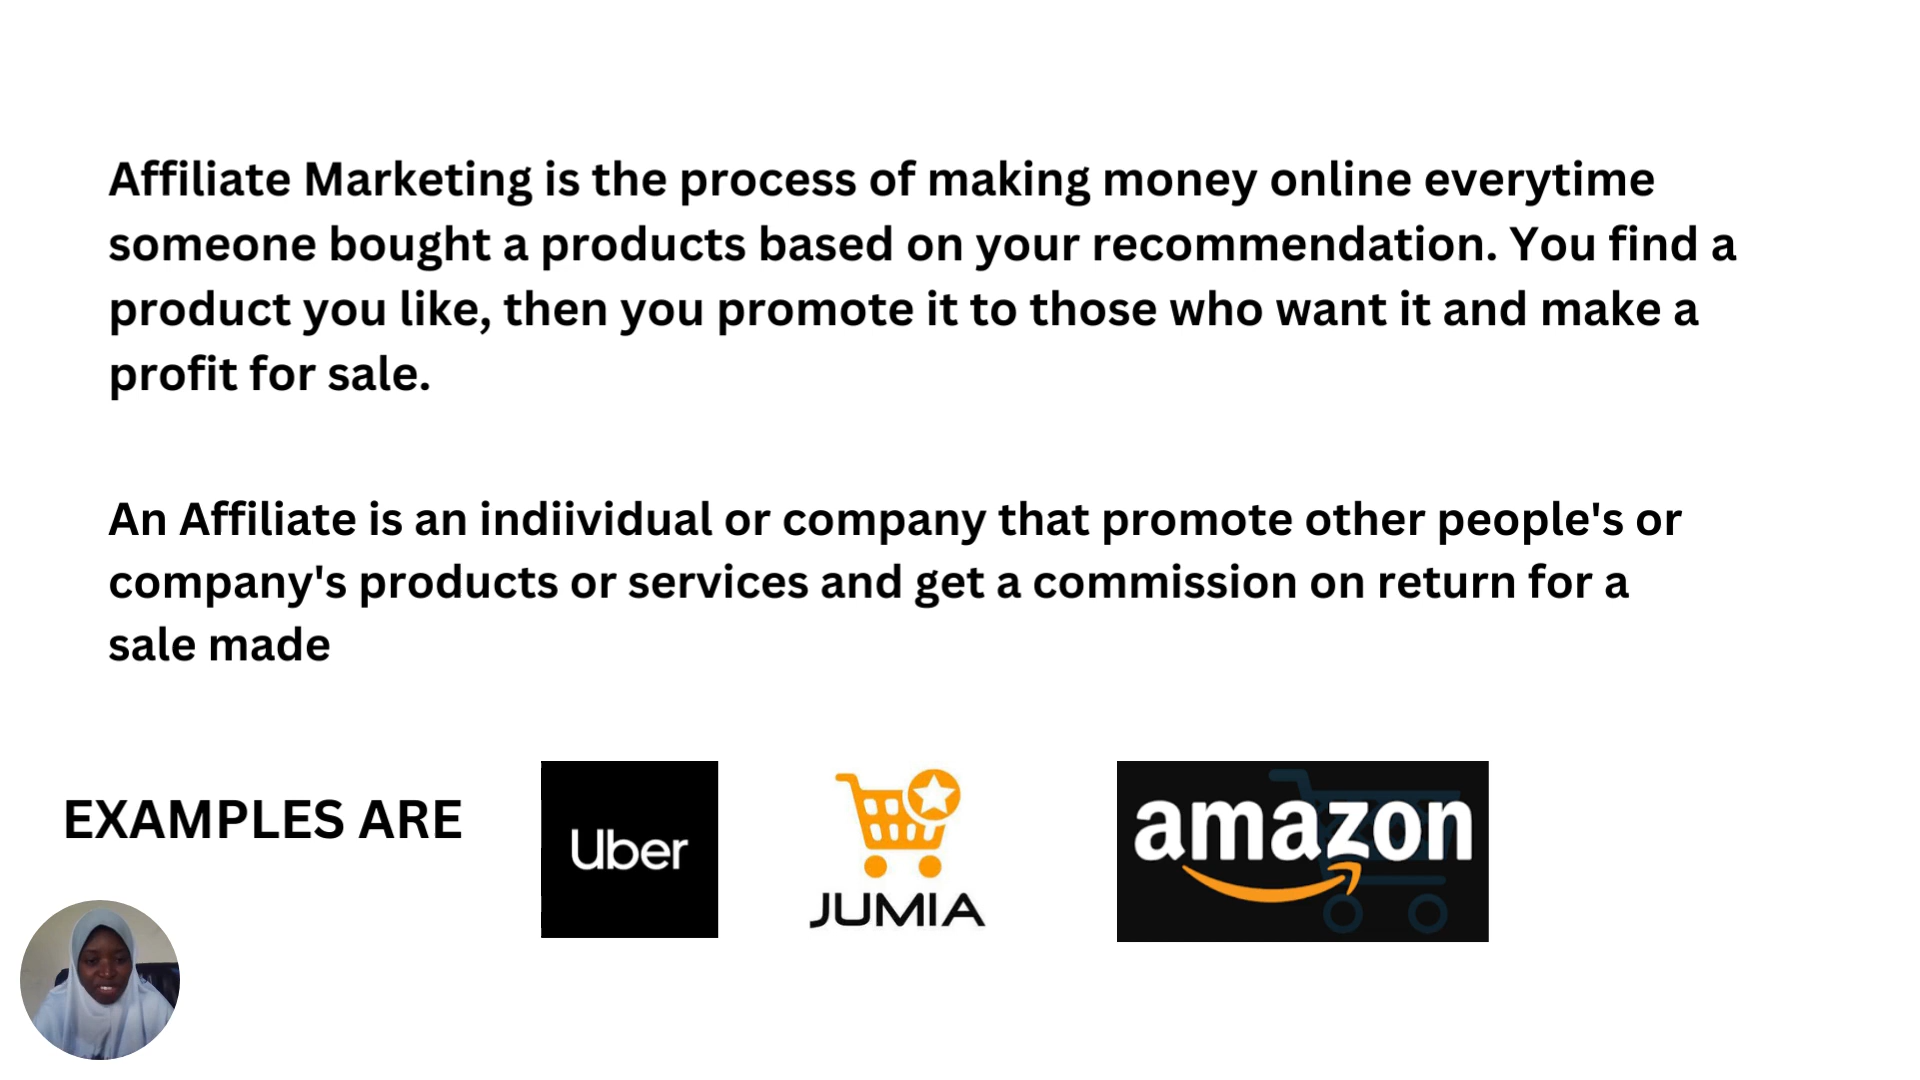 Affiliate Marketing is the process of making money online everytime
someone bought a products based on your recommendation. You find a
product you like, then you promote it to those who want it and make a
profit for sale.
An Affiliate is an indiividual or company that promote other people's or
company's products or services and get a commission on return for a
sale made
EXAMPLES ARE
Uber
JUMIA
amazon